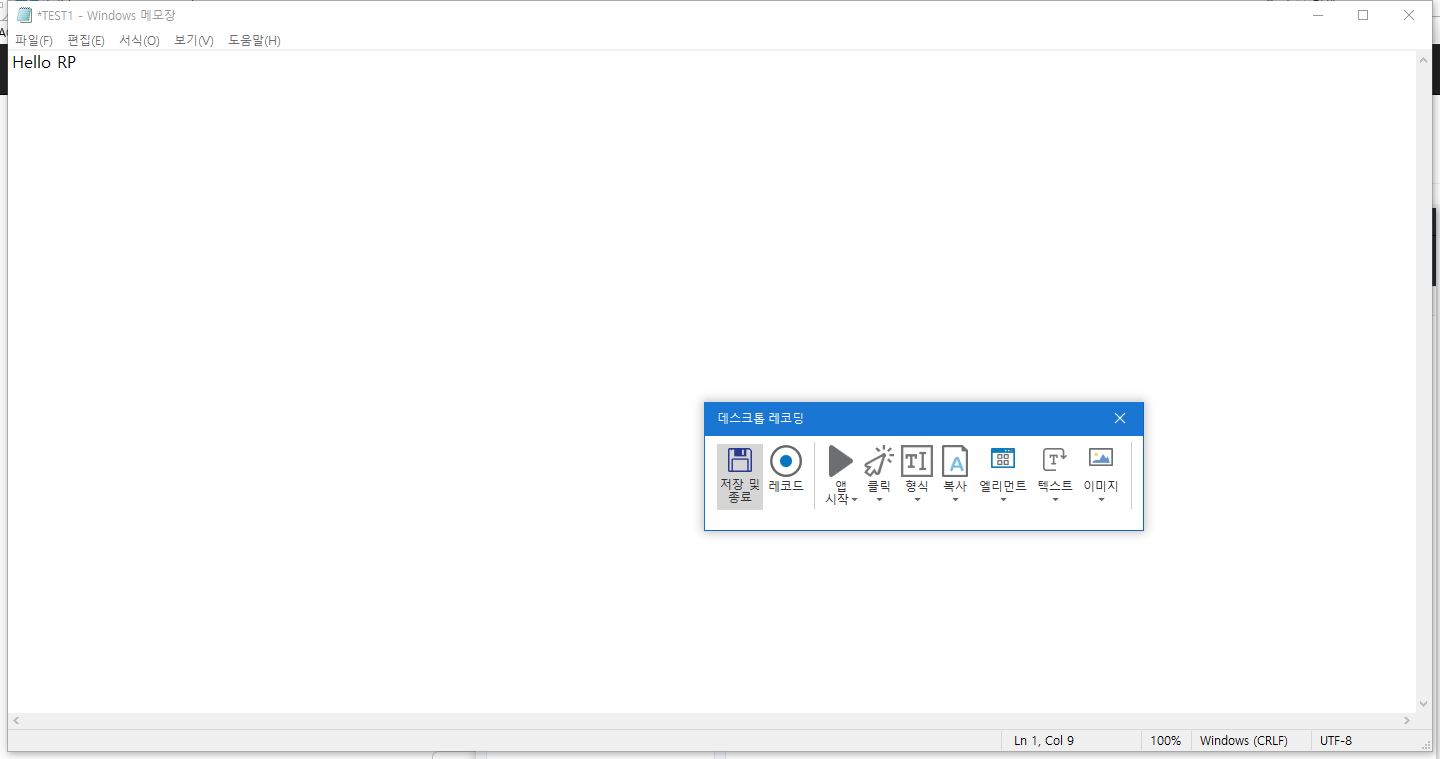 *TEST1 - Windows 메모장
파일(F) 편집(E) 서식(O) 보기(V) 도움말(H)
Hello RP
데스크톱 레코딩
저장 및
종료
레코드
앱
시작
클릭
형식
복사
엘리먼트
텍스트
이미지
Ln 1, Col 9
100%
Windows (CRLF)
UTF-8